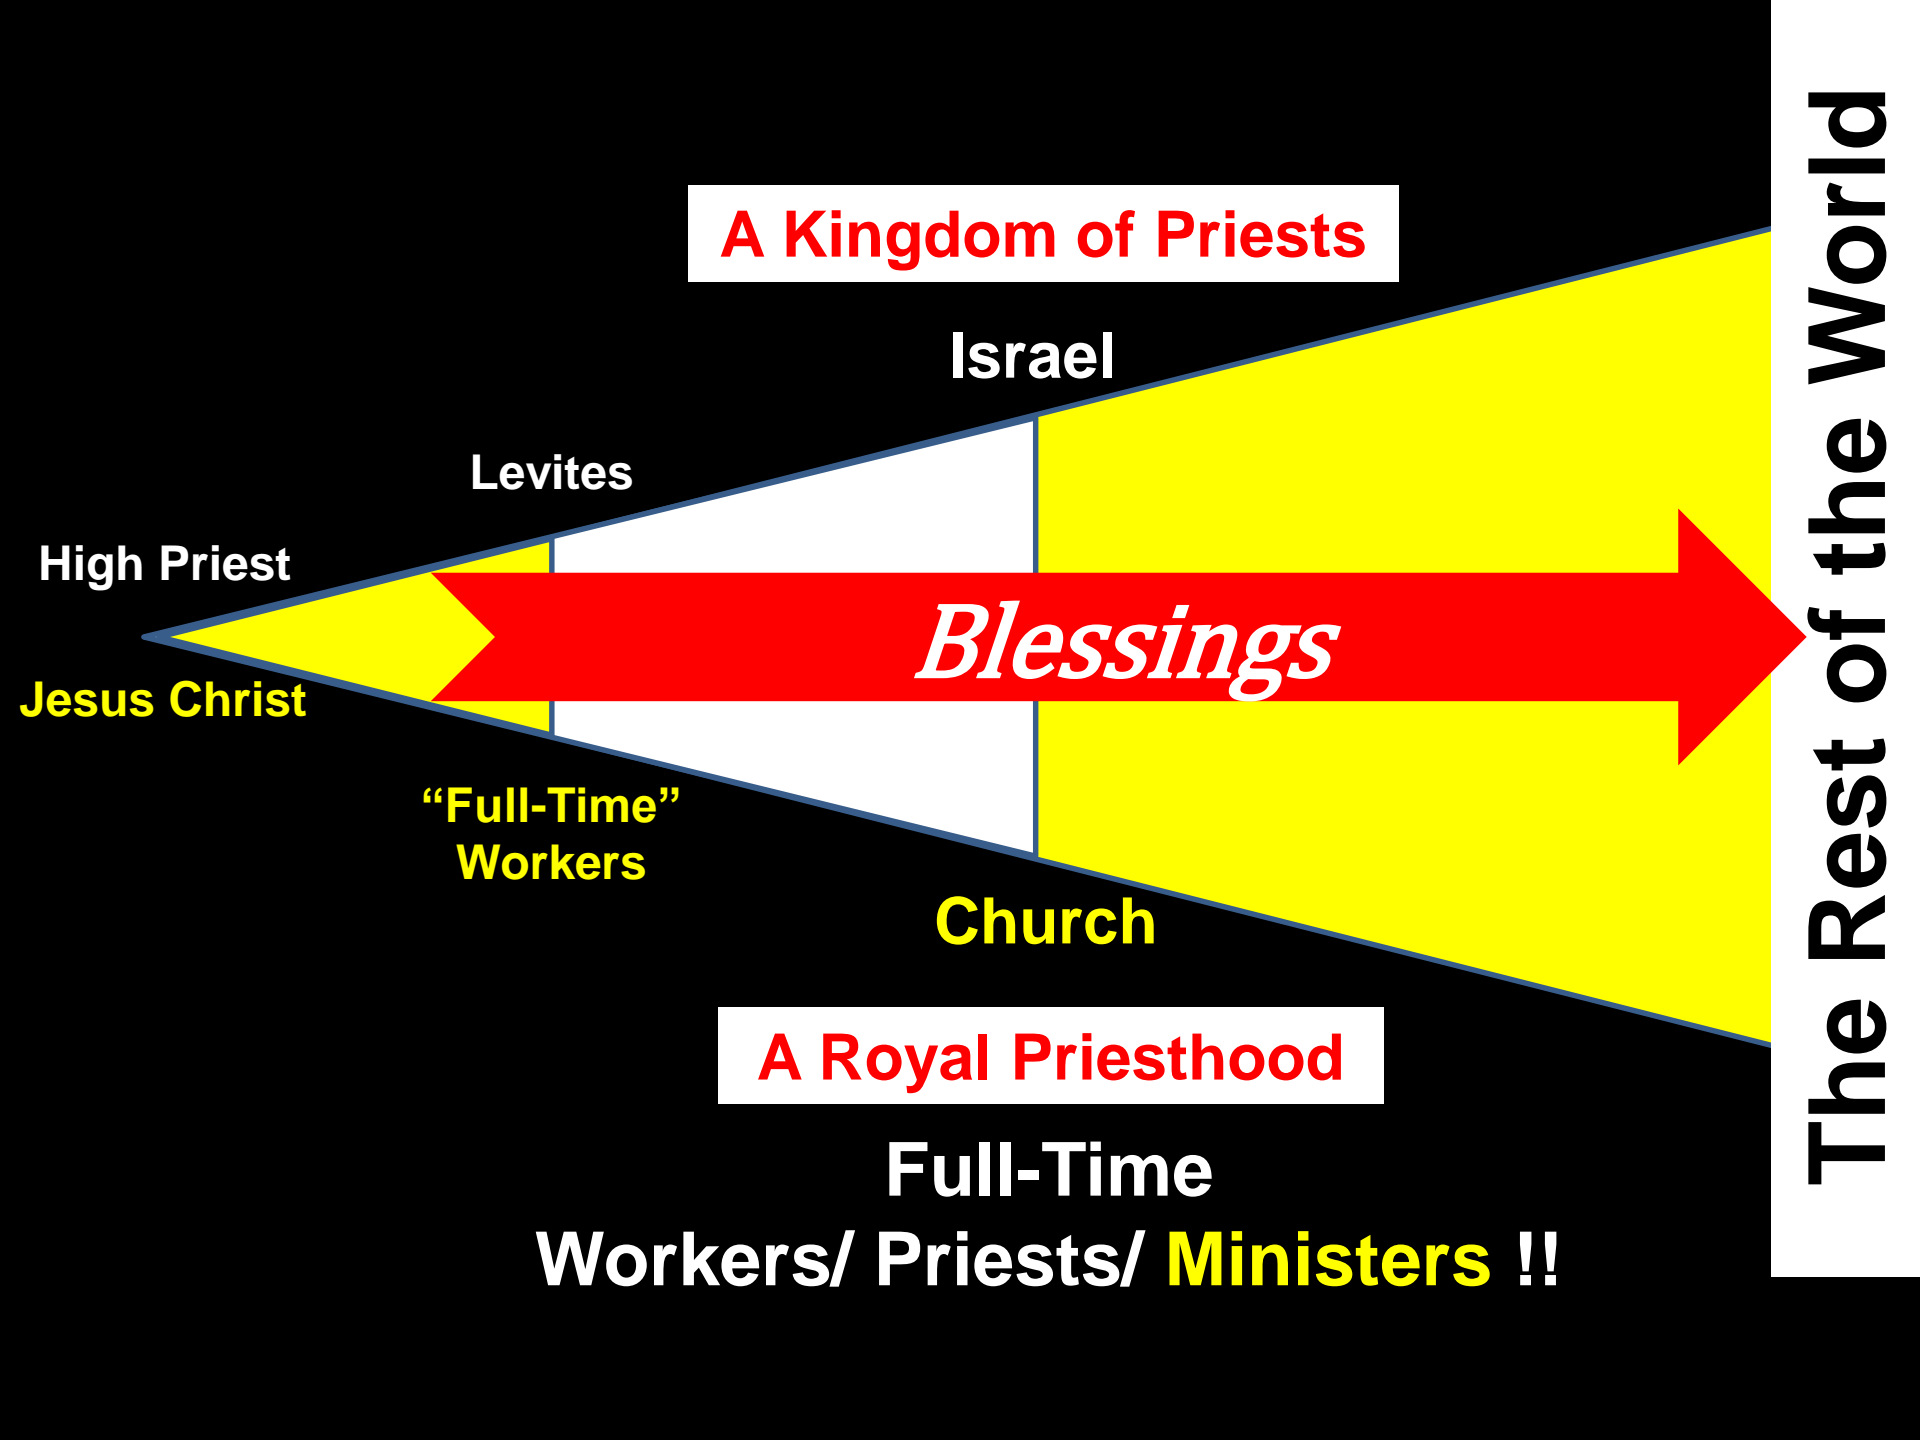 A Kingdom of Priests
Israel
Levites
High Priest
Blessings
Jesus Christ
“Full-Time”
Workers
Church
A Royal Priesthood
Full-Time
Workers/ Priests/ Ministers !!
The Rest of the World